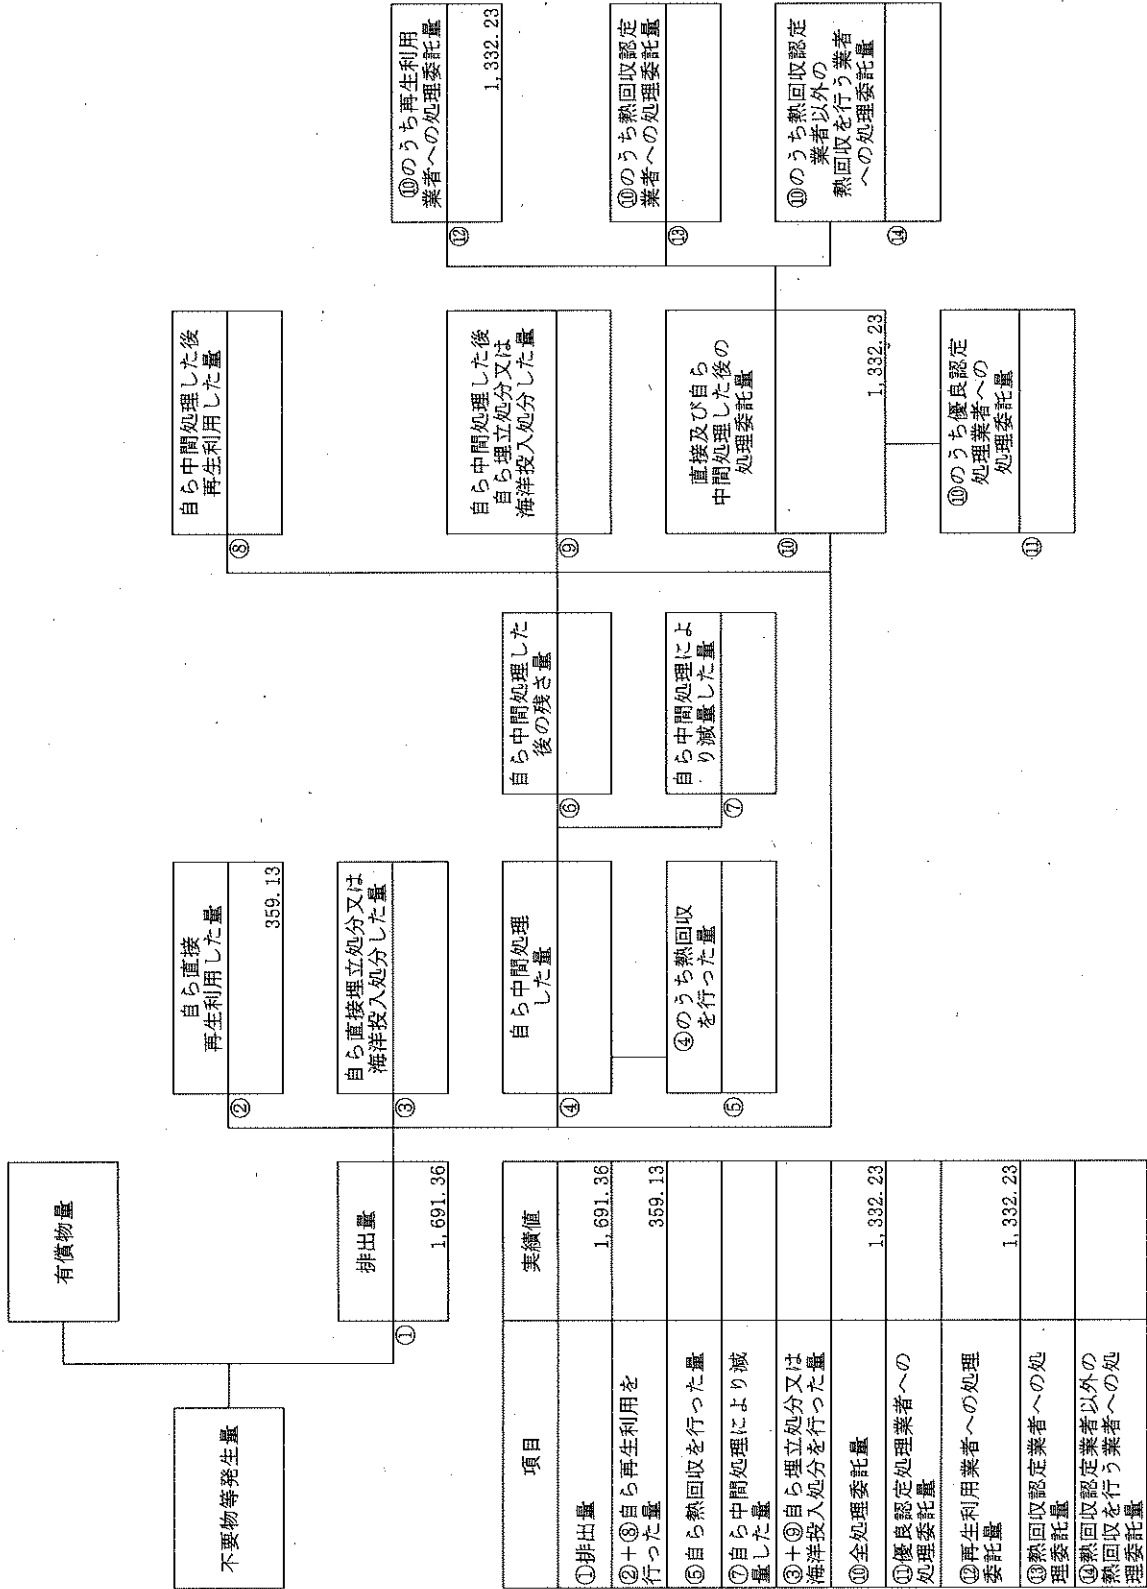 不要物等発生量
有償物量
排出量
①
1,691.36
自ら直接
再生利用した量
②
359.13
自ら直接埋立処分又は
海洋投入処分した量
③
自ら中間処理
した量
④
④のうち熱回収
を行った量
⑤
自ら中間処理した
後の残さ量
⑥
自ら中間処理によ
り減量した量
⑦
自ら中間処理した後
再生利用した量
⑧
自ら中間処理した後
自ら埋立処分又は
海洋投入処分した量
⑨
直接及び自ら
中間処理した後の
処理委託量
⑩
1,332.23
⑩のうち優良認定
処理業者への
処理委託量
⑪
⑩のうち再生利用
業者への処理委託量
⑫
1,332.23
⑩のうち熱回収認定
業者への処理委託量
⑬
⑩のうち熱回収認定
業者以外の
熱回収を行う業者
への処理委託量
⑭
項目 実績値
①排出量 1,691.36
②+⑧自ら再生利用を
行った量 359.13
⑤自ら熱回収を行った量
⑦自ら中間処理により減
量した量
③+⑨自ら埋立処分又は
海洋投入処分を行った量
⑩全処理委託量 1,332.23
⑪優良認定処理業者への
処理委託量
⑫再生利用業者への処理
委託量 1,332.23
⑬熱回収認定業者への処
理委託量
⑭熱回収認定業者以外の
熱回収を行う業者への処
理委託量